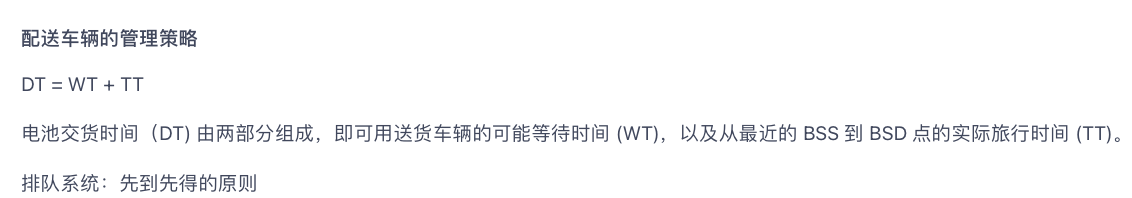 配送车辆的管理策略
DT = WT + TT
电池交货时间（DT) 由两部分组成，即可用送货车辆的可能等待时间 (WT)，以及从最近的 BSS 到 BSD 点的实际旅行时间 (TT)。
排队系统：先到先得的原则